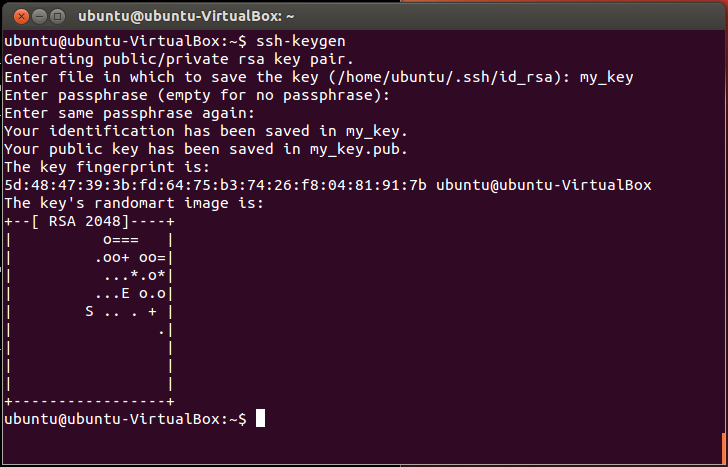 ubuntu@ubuntu-VirtualBox: ~
ubuntu@ubuntu-VirtualBox:~$ ssh-keygen
Generating public/private rsa key pair.
Enter file in which to save the key (/home/ubuntu/.ssh/id_rsa): my_key
Enter passphrase (empty for no passphrase):
Enter same passphrase again:
Your identification has been saved in my_key.
Your public key has been saved in my_key.pub.
The key fingerprint is:
5d:48:47:39:3b:fd:64:75:b3:74:26:f8:04:81:91:7b ubuntu@ubuntu-VirtualBox
The key's randomart image is:
+--[ RSA 2048]----+
|          o===   |
|         .oo+ oo=|
|          ...*.o*|
|         ...E o.o|
|        S .. . + |
|                .|
|                 |
|                 |
|                 |
+-----------------+
ubuntu@ubuntu-VirtualBox:~$